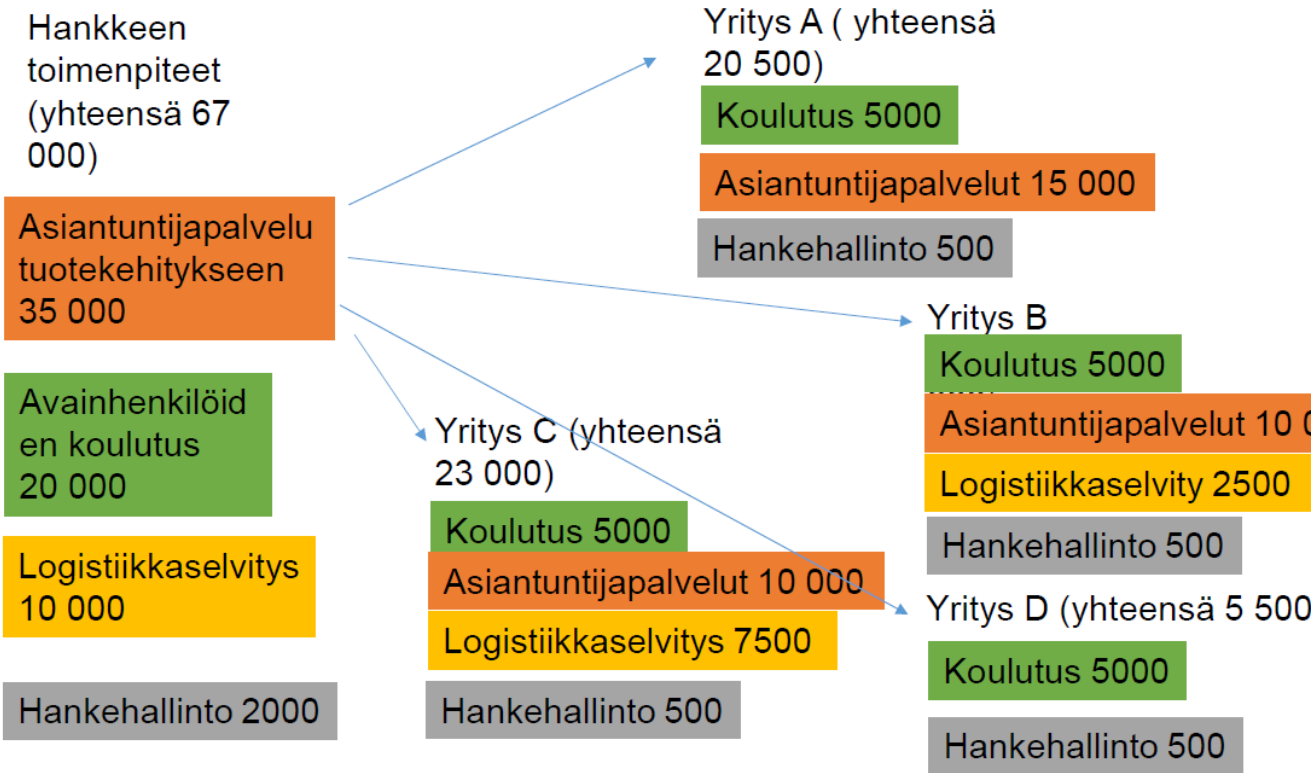 Hankkeen
toimenpiteet
(yhteensä 67
000)
Asiantuntijapalvelu
tuotekehitykseen
35 000
Avainhenkilöid
en koulutus
20 000
Logistiikkaselvitys
10 000
Hankehallinto 2000
Yritys A ( yhteensä
20 500)
Koulutus 5000
Asiantuntijapalvelut 15 000
Hankehallinto 500
Yritys B
Koulutus 5000
Asiantuntijapalvelut 10
Logistiikkaselvity 2500
Hankehallinto 500
Yritys C (yhteensä
23 000)
Koulutus 5000
Asiantuntijapalvelut 10 000
Logistiikkaselvitys 7500
Hankehallinto 500
Yritys D (yhteensä 5 500
Koulutus 5000
Hankehallinto 500